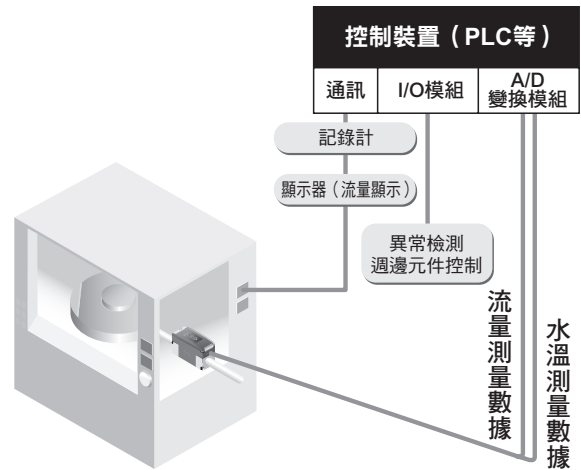 控制裝置（PLC等）
通訊
I/O模組
A/D
變換模組
記錄計
顯示器（流量顯示）
異常檢測
週邊元件控制
流量測量數據
水溫測量數據